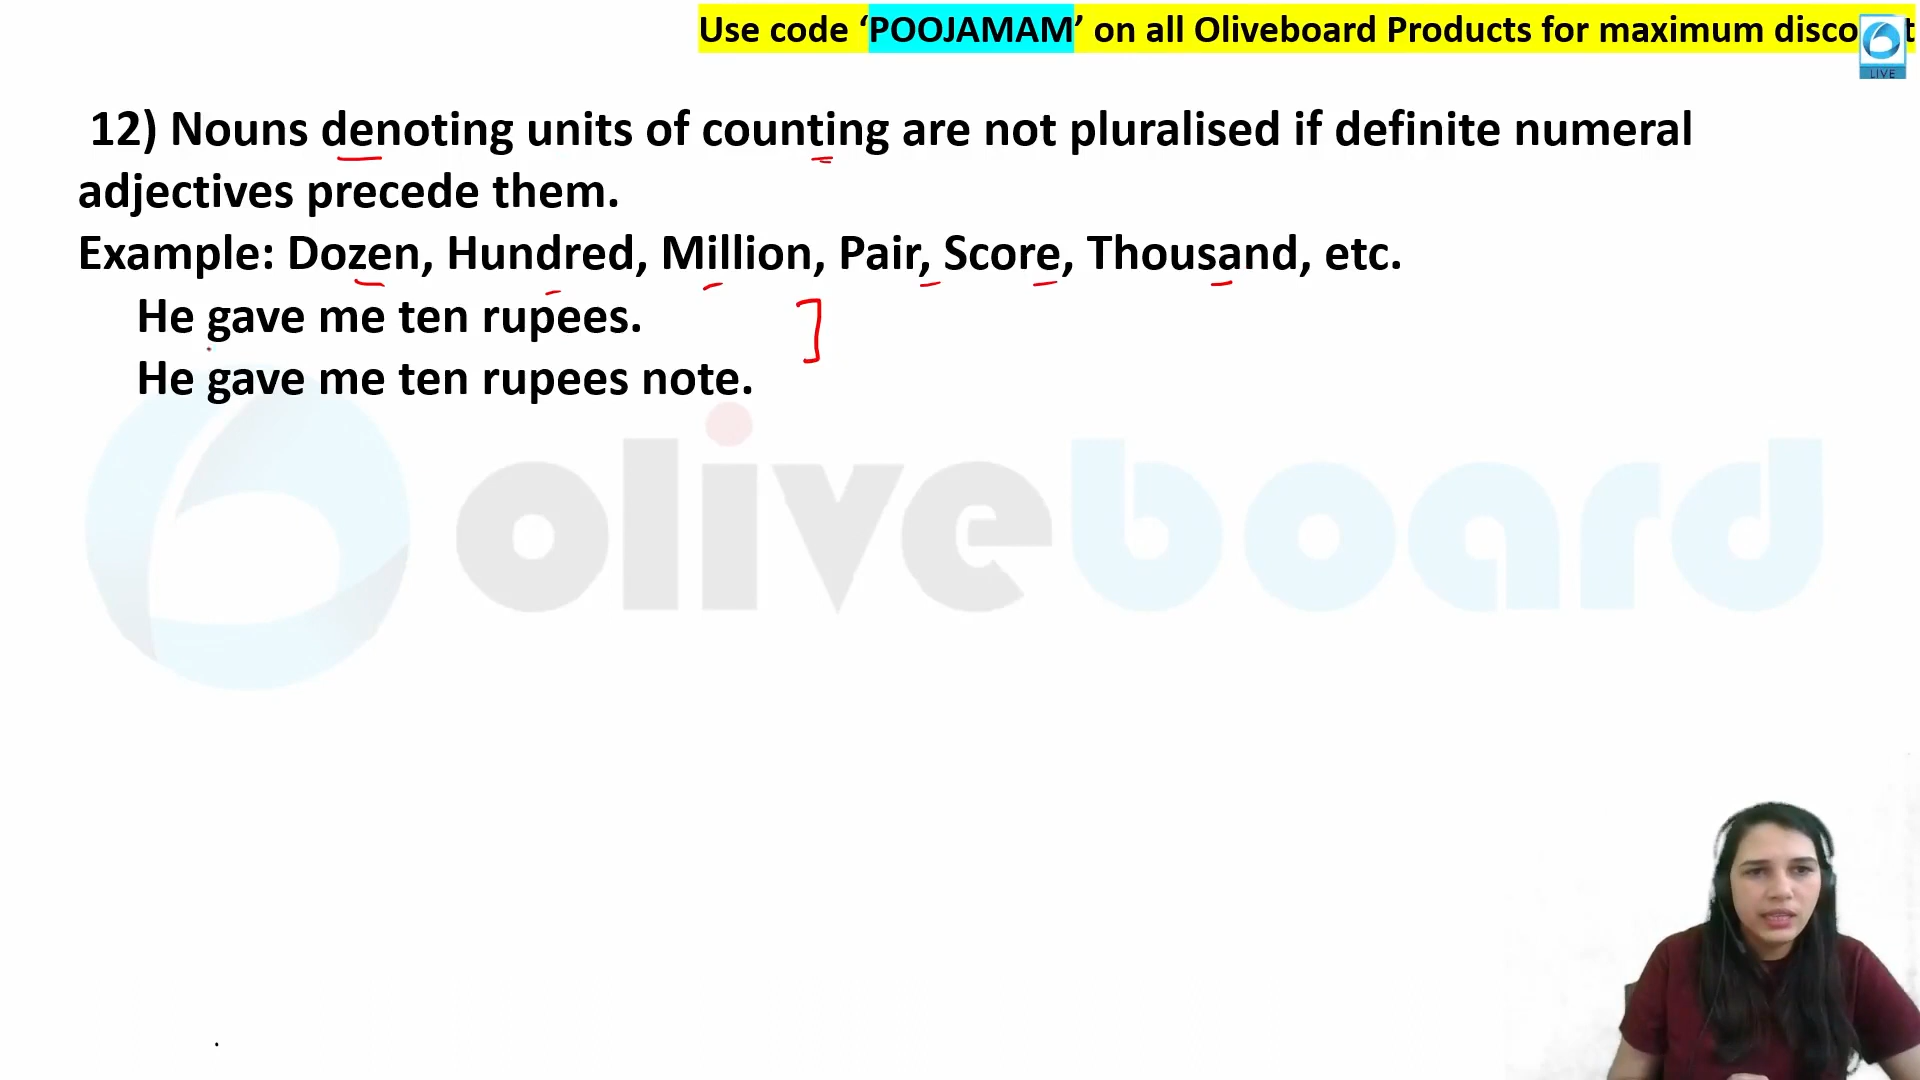 Use code ‘POOJAMAM’ on all Oliveboard Products for maximum
LIVE
12) Nouns denoting units of counting are not pluralised if definite numeral
adjectives precede them.
Example: Dozen, Hundred, Million, Pair, Score, Thousand, etc.
He gave me ten rupees.
He gave me ten rupees note.
oliveboard